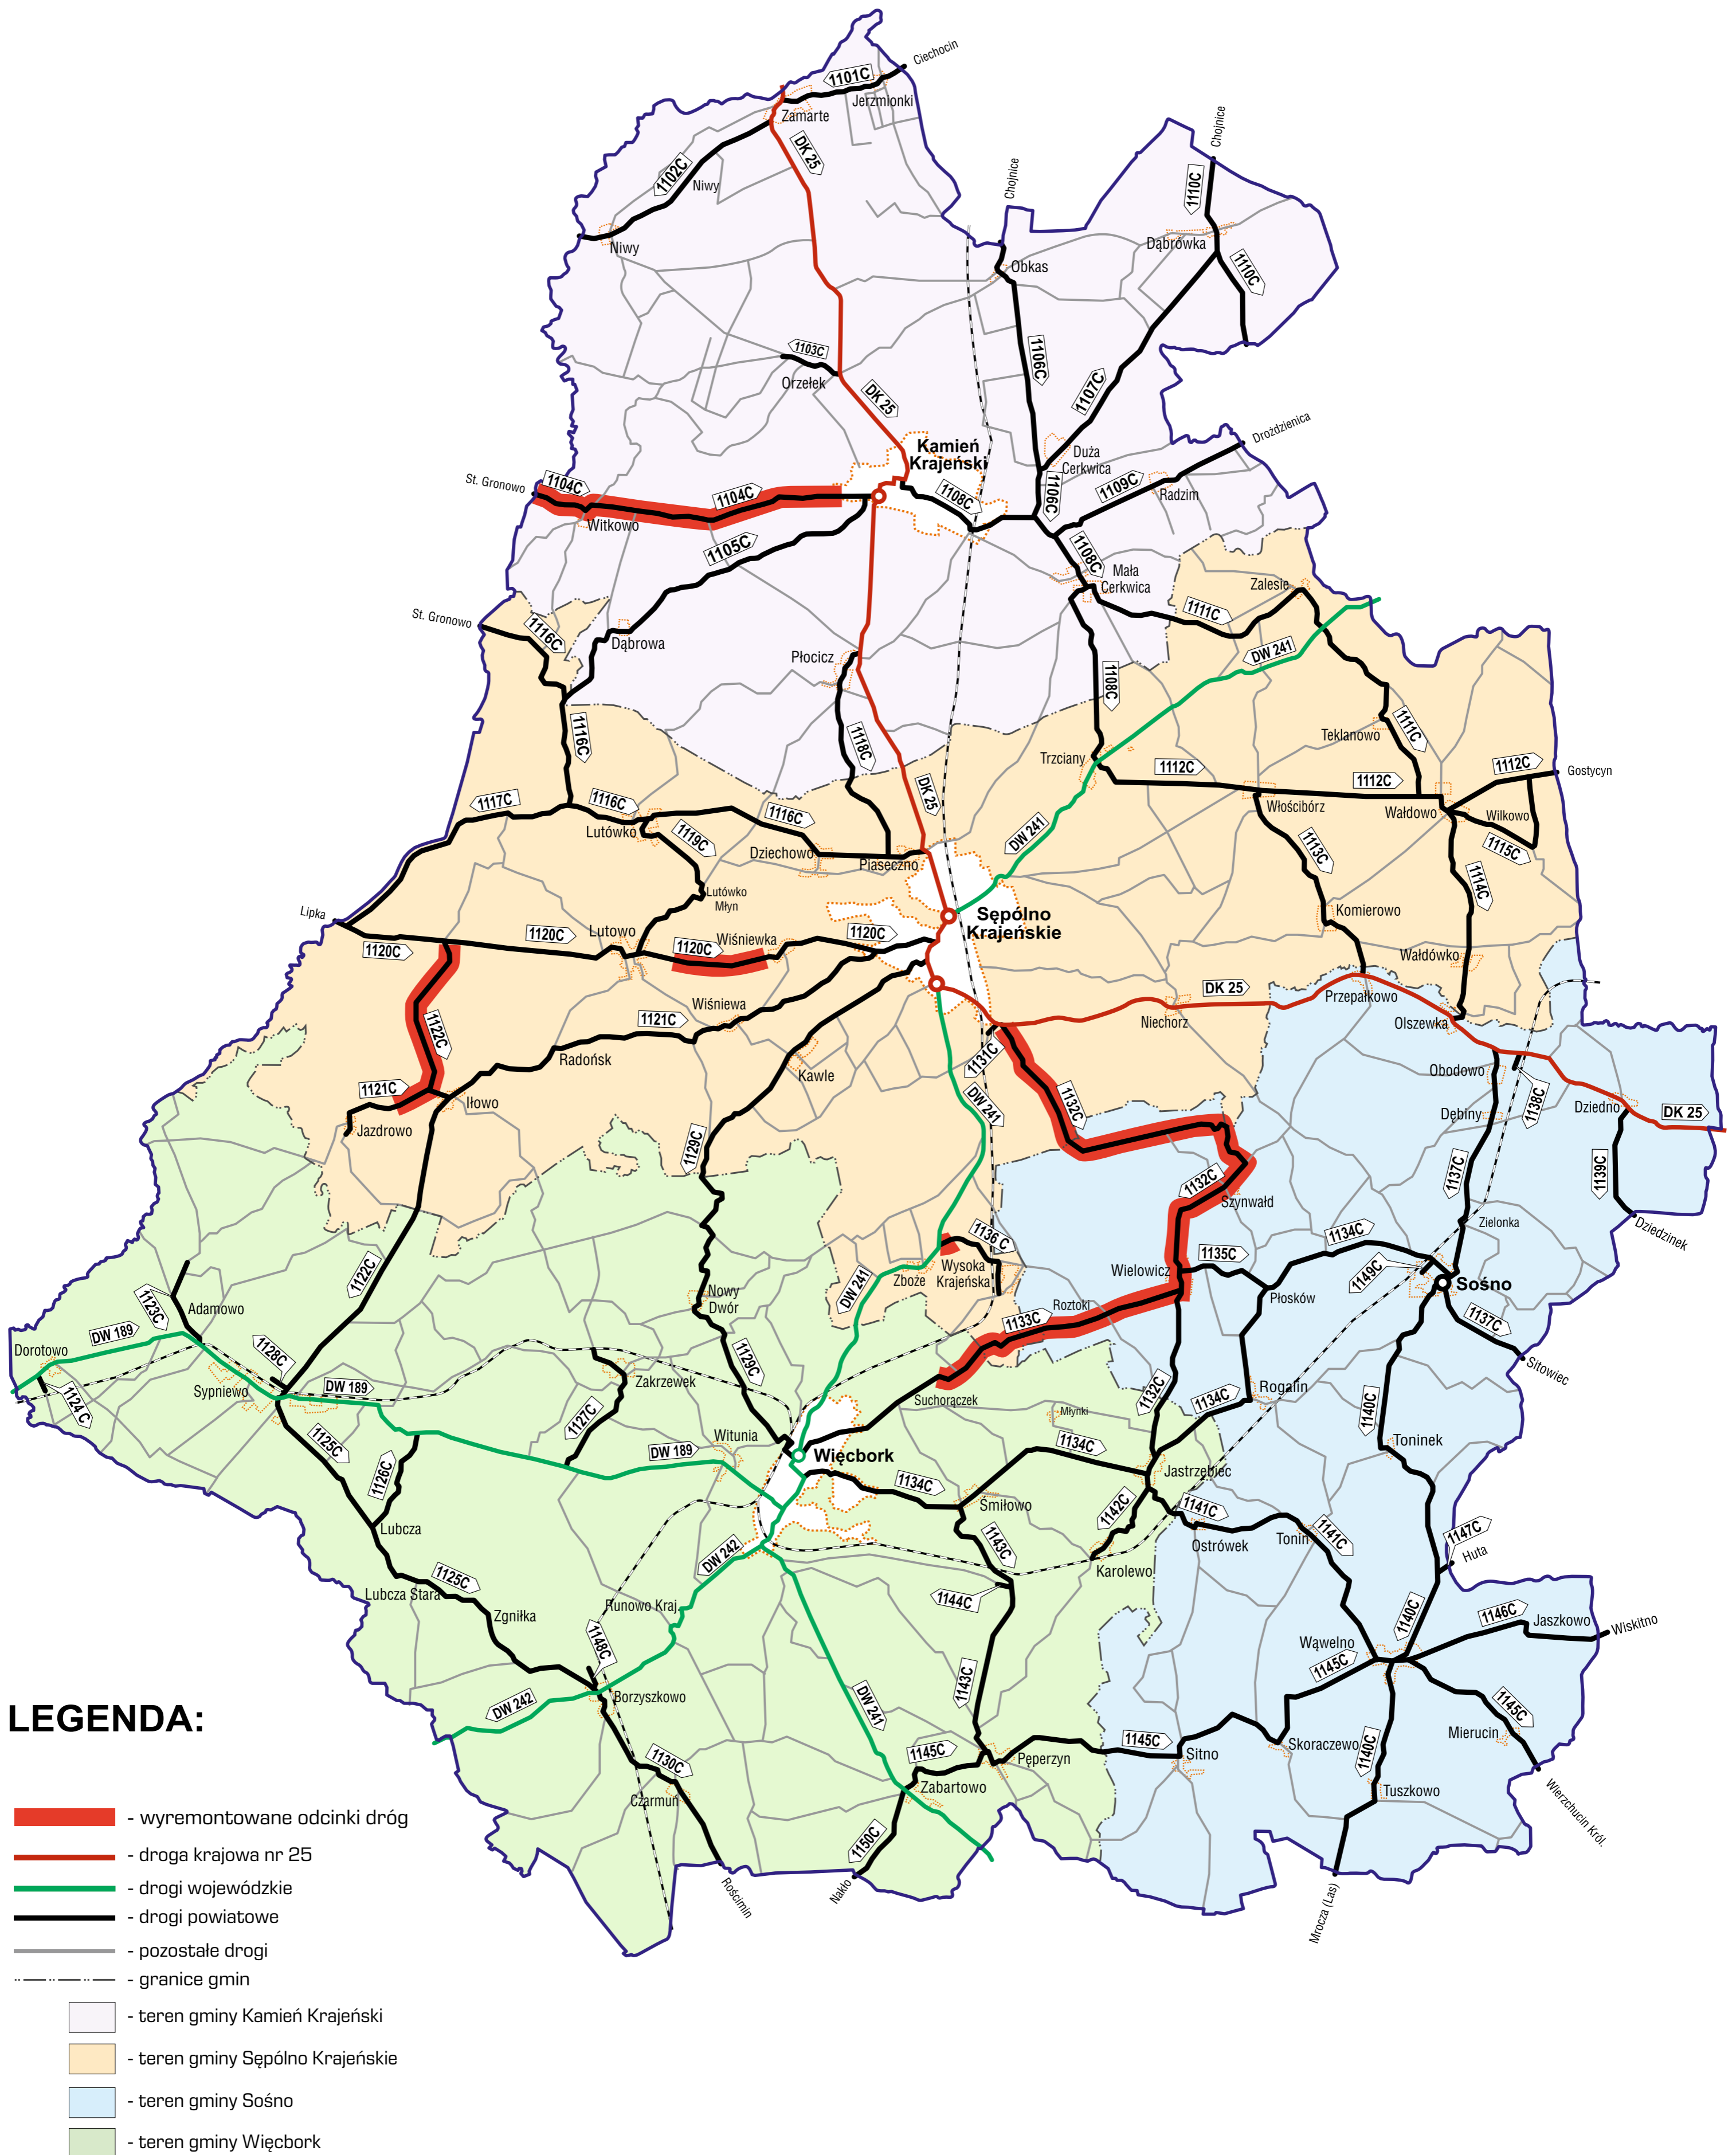 Ciechocin
1101C
Jerzmionki
Zamarte
DK 25
1102C
Niwy
Niwy
Chojnice
Chojnice
1110C
Dąbrówka
1110C
Obkas
1106C
1107C
1103C
Orzełek
DK 25
Kamień
Krajeński
Duża
Cerkwica
Drożdzienica
1109C
Radzim
1106C
1108C
St. Gronowo
1104C
1104C
Witkowo
1105C
1108C
Mała
Cerkwica
Zalesie
1111C
St. Gronowo
1116C
Dąbrowa
Płocicz
DW 241
1108C
1116C
1118C
Teklanowo
1111C
Trzciany
1112C
1112C
1112C
Gostycyn
DK 25
1117C
1116C
Lutówko
1116C
1119C
Dziechowo
Piaseczno
DW 241
Włościbórz
Wałdowo
Wilkowo
1115C
1113C
1114C
Lutówko
Młyn
Lipka
1120C
1120C
Lutowo
1120C
Wiśniewka
1120C
Sępólno
Krajeńskie
Komierowo
Wałdówko
Wiśniewa
1121C
DK 25
Niechorz
Przepałkowo
Olszewka
1122C
Radońsk
Kawle
1131C
1121C
Iłowo
Jazdrowo
1132C
DW 241
Obodowo
1138C
Dębiny
Dziedno
DK 25
1129C
1137C
1139C
1132C
Szynwałd
Zielonka
Dziedzinek
1136 C
1134C
1122C
Zboże
Wysoka
Krajeńska
Wielowicz
1135C
1149C
Sośno
Płosków
Nowy
Dwór
DW 241
Roztoki
1133C
1137C
Sitowiec
1123C
Adamowo
DW 189
Dorotowo
1128C
1124 C
Sypniewo
DW 189
Zakrzewek
1129C
Suchorączek
1132C
1134C
Rogalin
1140C
Młynki
1127C
1125C
Witunia
DW 189
Więcbork
1134C
Toninek
1126C
1134C
Śmiłowo
Jastrzębiec
1142C
1141C
Lubcza
DW 242
1143C
Ostrówek
Tonin
1141C
1147C
Huta
Karolewo
1125C
Lubcza Stara
1144C
Zgniłka
Runowo Kraj.
1140C
1146C
Jaszkowo
Wiskitno
1148C
Wąwelno
1145C
1143C
Borzyszkowo
DW 242
DW 241
1145C
Mierucin
1145C
Pęperzyn
1145C
Sitno
Skoraczewo
1140C
1130C
Czarmuń
Zabartowo
Tuszkowo
Wierzchucin Król.
1150C
Nakło
Rościmin
Mrocza (Las)
LEGENDA:
- wyremontowane odcinki dróg
- droga krajowa nr 25
- drogi wojewódzkie
- drogi powiatowe
- pozostałe drogi
- granice gmin
- teren gminy Kamień Krajeński
- teren gminy Sępólno Krajeńskie
- teren gminy Sośno
- teren gminy Więcbork